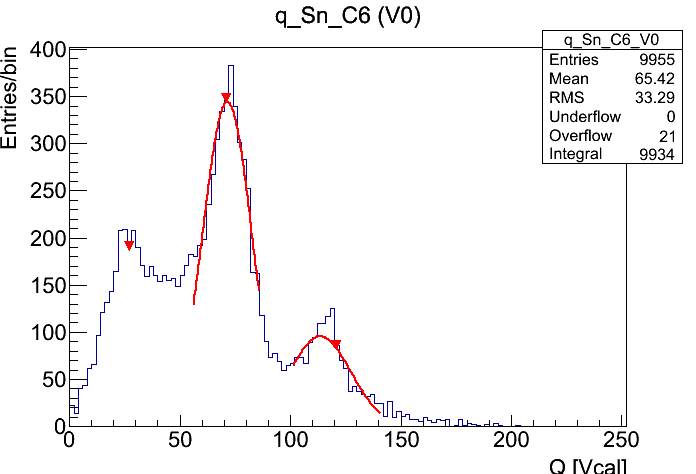 q_Sn_C6 (V0)
q_Sn_C6_V0
Entries 9955
Mean 65.42
RMS 33.29
Underflow 0
Overflow 21
Integral 9934
Entries/bin
400
350
300
250
200
150
100
50
0
0 50 100 150 200 250
Q [Vcal]